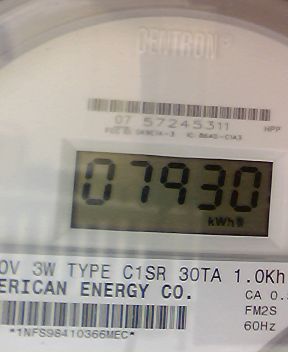 CENTRON®
07 57245311
HPP
07930
kWh
0V 3W TYPE C1SR 30TA 1.0Kh
ERICAN ENERGY CO.
CA 0.
FM2S
60Hz
*1NFS98410366MEC*